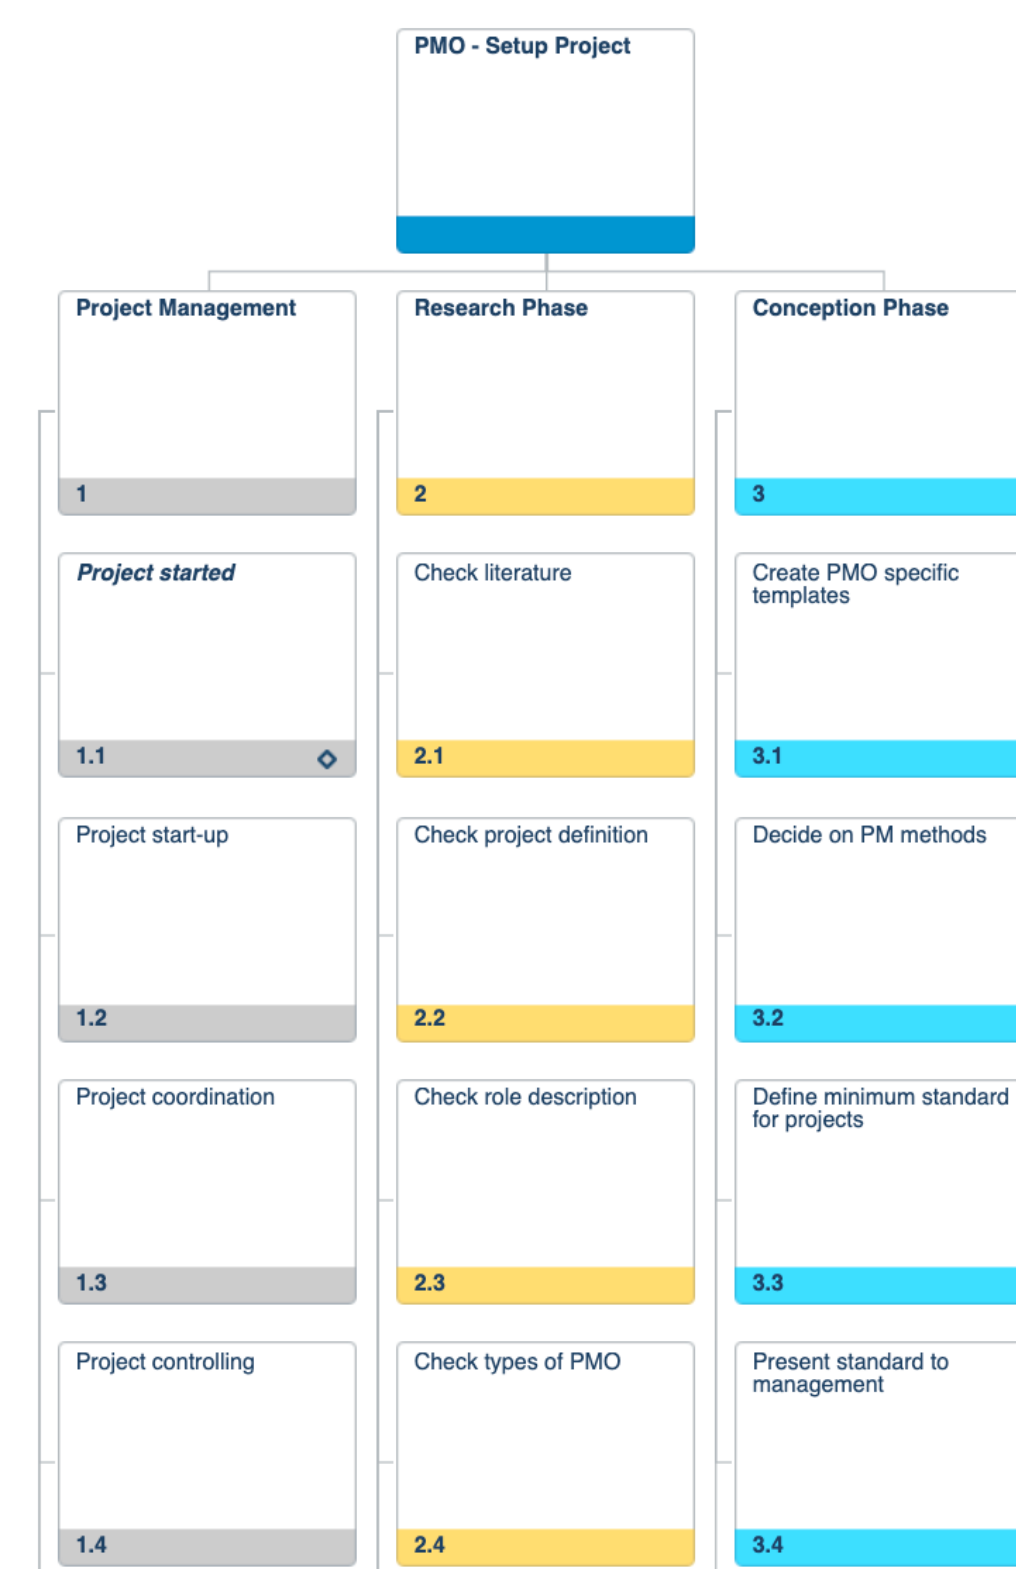 PMO - Setup Project
Project Management
1
Research Phase
2
Conception Phase
3
Project started
1.1
Check literature
2.1
Create PMO specific
templates
3.1
Project start-up
1.2
Check project definition
2.2
Decide on PM methods
3.2
Project coordination
1.3
Check role description
2.3
Define minimum standard
for projects
3.3
Project controlling
1.4
Check types of PMO
2.4
Present standard to
management
3.4